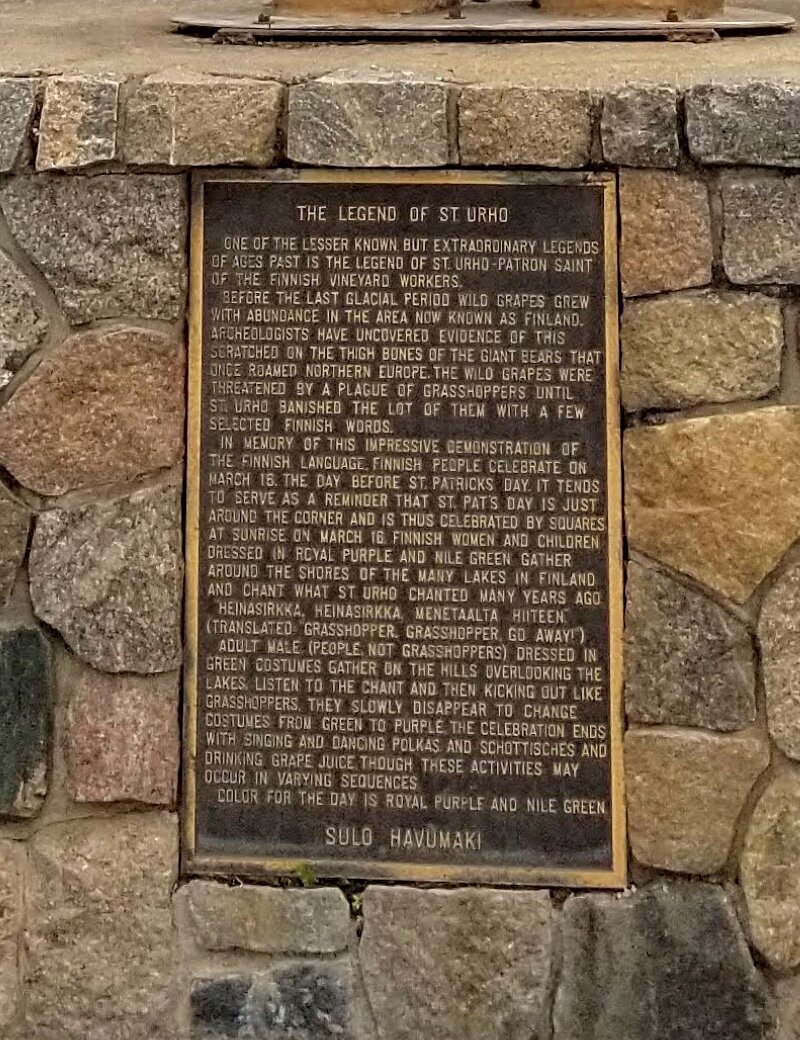 THE LEGEND OF ST. URHO
ONE OF THE LESSER KNOWN BUT EXTRAORDINARY LEGENDS
OF AGES PAST IS THE LEGEND OF ST. URHO-PATRON SAINT
OF THE FINNISH VINEYARD WORKERS.
BEFORE THE LAST GLACIAL PERIOD WILD GRAPES GREW
WITH ABUNDANCE IN THE AREA NOW KNOWN AS FINLAND.
ARCHEOLOGISTS HAVE UNCOVERED EVIDENCE OF THIS
SCRATCHED ON THE THIGH BONES OF THE GIANT BEARS THAT
ONCE ROAMED NORTHERN EUROPE. THE WILD GRAPES WERE
THREATENED BY A PLAGUE OF GRASSHOPPERS UNTIL
ST. URHO BANISHED THE LOT OF THEM WITH A FEW
SELECTED FINNISH WORDS.
IN MEMORY OF THIS IMPRESSIVE DEMONSTRATION OF
THE FINNISH LANGUAGE, FINNISH PEOPLE CELEBRATE ON
MARCH 16, THE DAY BEFORE ST. PATRICKS DAY. IT TENDS
TO SERVE AS A REMINDER THAT ST. PAT'S DAY IS JUST
AROUND THE CORNER AND IS THUS CELEBRATED BY SQUARES
AT SUNRISE ON MARCH 16. FINNISH WOMEN AND CHILDREN
DRESSED IN ROYAL PURPLE AND NILE GREEN GATHER
AROUND THE SHORES OF THE MANY LAKES IN FINLAND
AND CHANT WHAT ST. URHO CHANTED MANY YEARS AGO
"HEINASIRKKA, HEINASIRKKA, MENETAALTA HIITEEN"
(TRANSLATED: "GRASSHOPPER, GRASSHOPPER, GO AWAY!")
ADULT MALE (PEOPLE, NOT GRASSHOPPERS) DRESSED IN
GREEN COSTUMES GATHER ON THE HILLS OVERLOOKING THE
LAKES, LISTEN TO THE CHANT AND THEN KICKING OUT LIKE
GRASSHOPPERS, THEY SLOWLY DISAPPEAR TO CHANGE
COSTUMES FROM GREEN TO PURPLE. THE CELEBRATION ENDS
WITH SINGING AND DANCING POLKAS AND SCHOTTISCHES AND
DRINKING GRAPE JUICE, THOUGH THESE ACTIVITIES MAY
OCCUR IN VARYING SEQUENCES.
COLOR FOR THE DAY IS ROYAL PURPLE AND NILE GREEN.
SULO HAVUMAKI